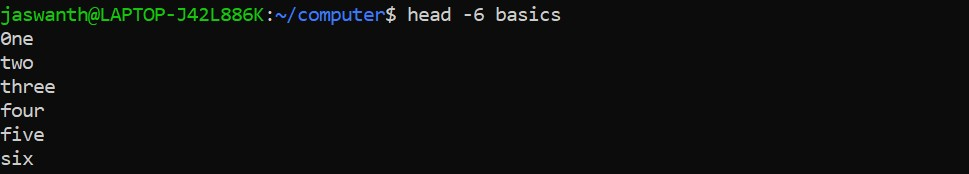 jaswanth@LAPTOP-J42L886K:~/computer$ head -6 basics
0ne
two
three
four
five
six